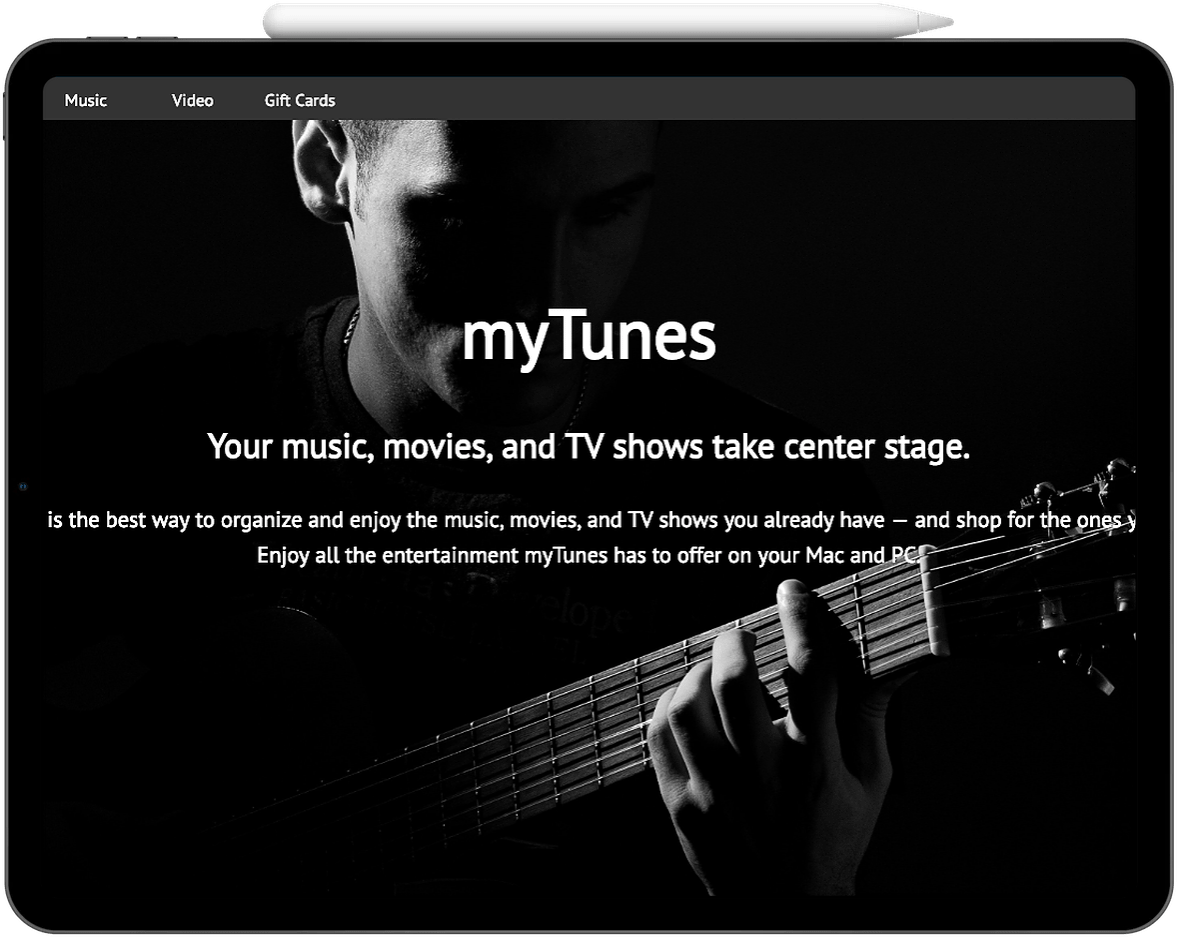 Music Video Gift Cards
myTunes
Your music, movies, and TV shows take center stage.
is the best way to organize and enjoy the music, movies, and TV shows you already have — and shop for the ones
Enjoy all the entertainment myTunes has to offer on your Mac and PC.